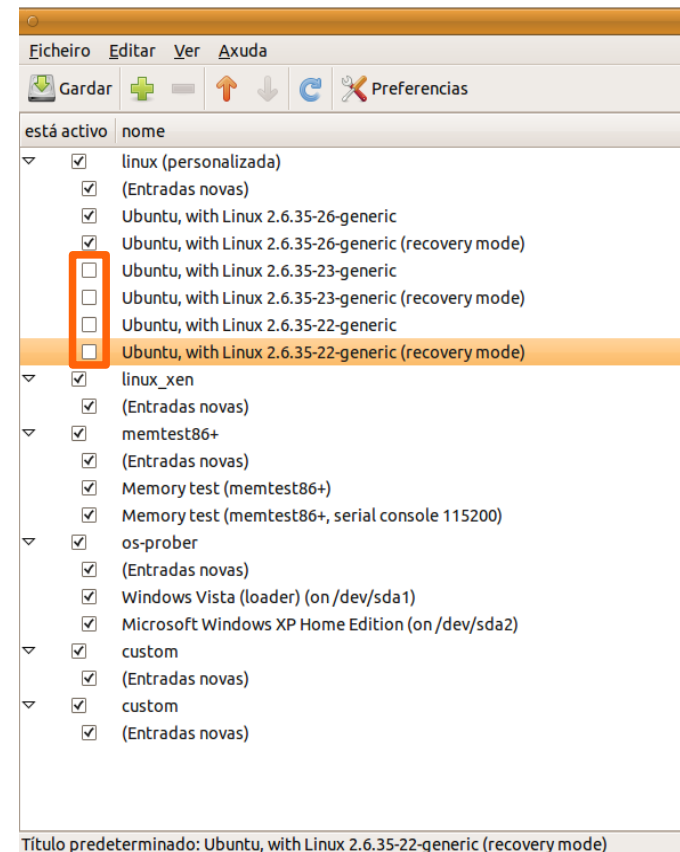 Ficheiro Editar Ver Axuda
Gardar Preferencias
está activo nome
linux (personalizada)
(Entradas novas)
Ubuntu, with Linux 2.6.35-26-generic
Ubuntu, with Linux 2.6.35-26-generic (recovery mode)
Ubuntu, with Linux 2.6.35-23-generic
Ubuntu, with Linux 2.6.35-23-generic (recovery mode)
Ubuntu, with Linux 2.6.35-22-generic
Ubuntu, with Linux 2.6.35-22-generic (recovery mode)
linux_xen
(Entradas novas)
memtest86+
(Entradas novas)
Memory test (memtest86+)
Memory test (memtest86+, serial console 115200)
os-prober
(Entradas novas)
Windows Vista (loader) (on /dev/sda1)
Microsoft Windows XP Home Edition (on /dev/sda2)
custom
(Entradas novas)
custom
(Entradas novas)
Título predeterminado: Ubuntu, with Linux 2.6.35-22-generic (recovery mode)